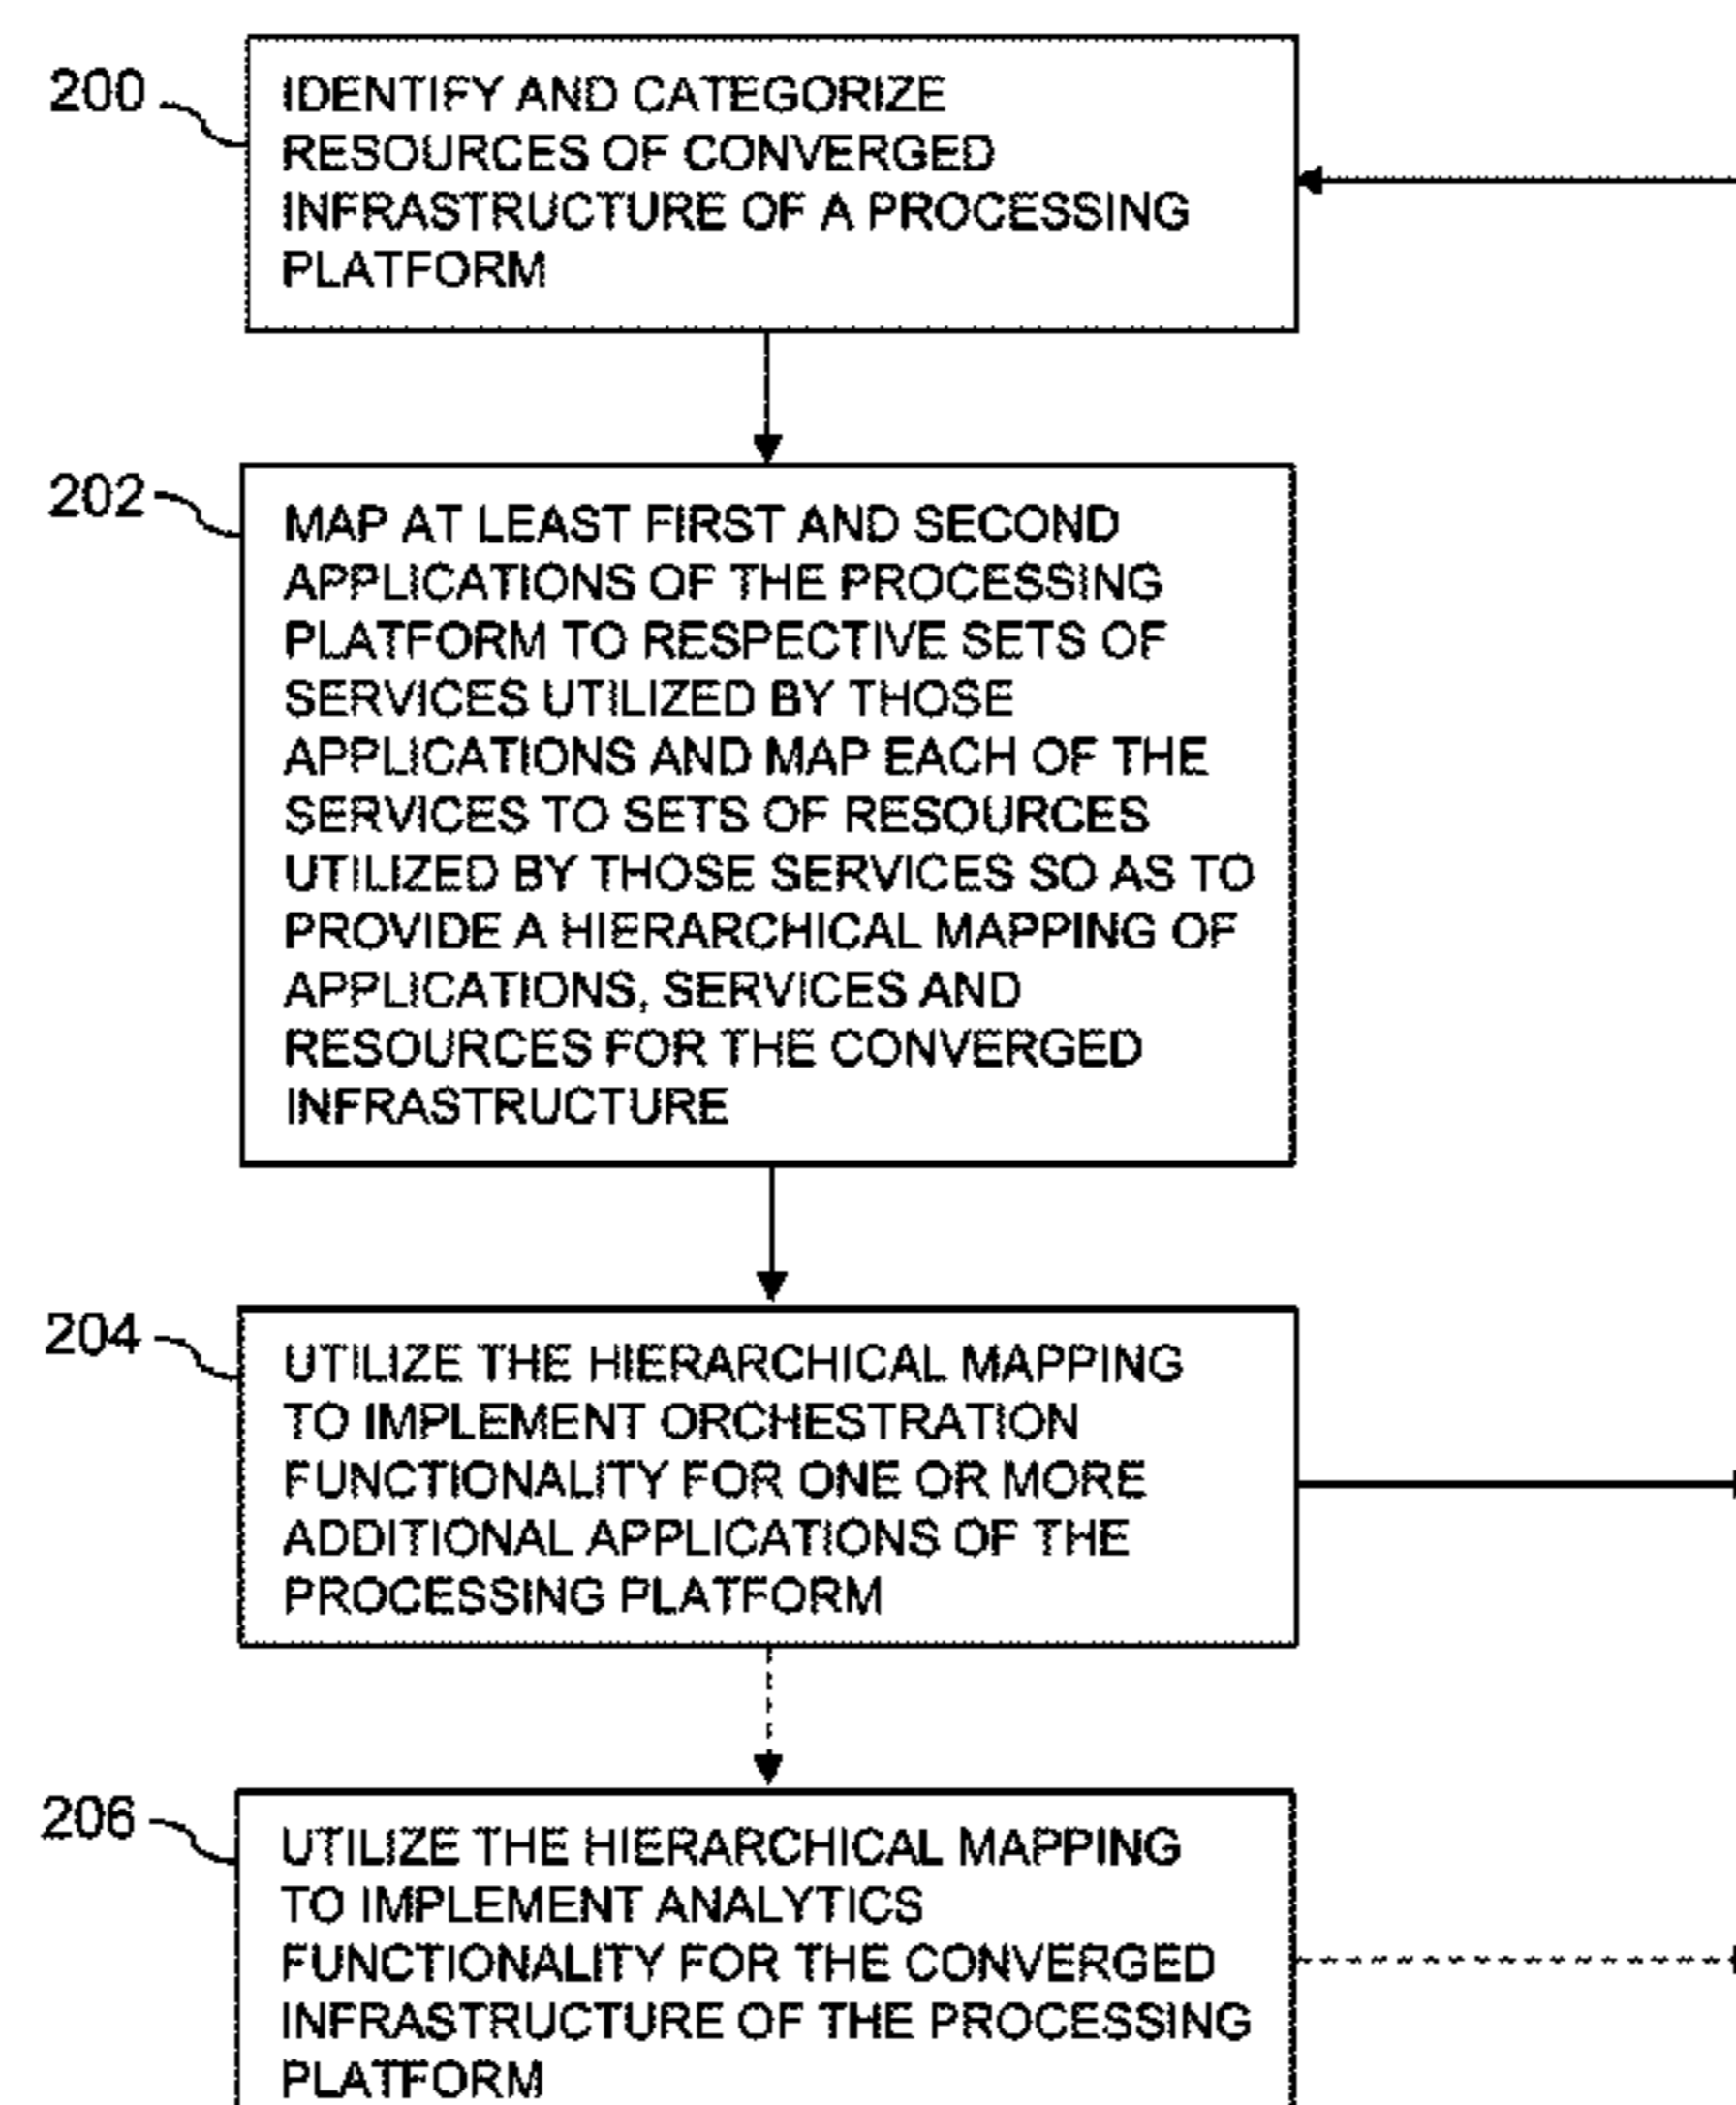 200
IDENTIFY AND CATEGORIZE
RESOURCES OF CONVERGED
INFRASTRUCTURE OF A PROCESSING
PLATFORM
202
MAP AT LEAST FIRST AND SECOND
APPLICATIONS OF THE PROCESSING
PLATFORM TO RESPECTIVE SETS OF
SERVICES UTILIZED BY THOSE
APPLICATIONS AND MAP EACH OF THE
SERVICES TO SETS OF RESOURCES
UTILIZED BY THOSE SERVICES SO AS TO
PROVIDE A HIERARCHICAL MAPPING OF
APPLICATIONS, SERVICES AND
RESOURCES FOR THE CONVERGED
INFRASTRUCTURE
204
UTILIZE THE HIERARCHICAL MAPPING
TO IMPLEMENT ORCHESTRATION
FUNCTIONALITY FOR ONE OR MORE
ADDITIONAL APPLICATIONS OF THE
PROCESSING PLATFORM
206
UTILIZE THE HIERARCHICAL MAPPING
TO IMPLEMENT ANALYTICS
FUNCTIONALITY FOR THE CONVERGED
INFRASTRUCTURE OF THE PROCESSING
PLATFORM